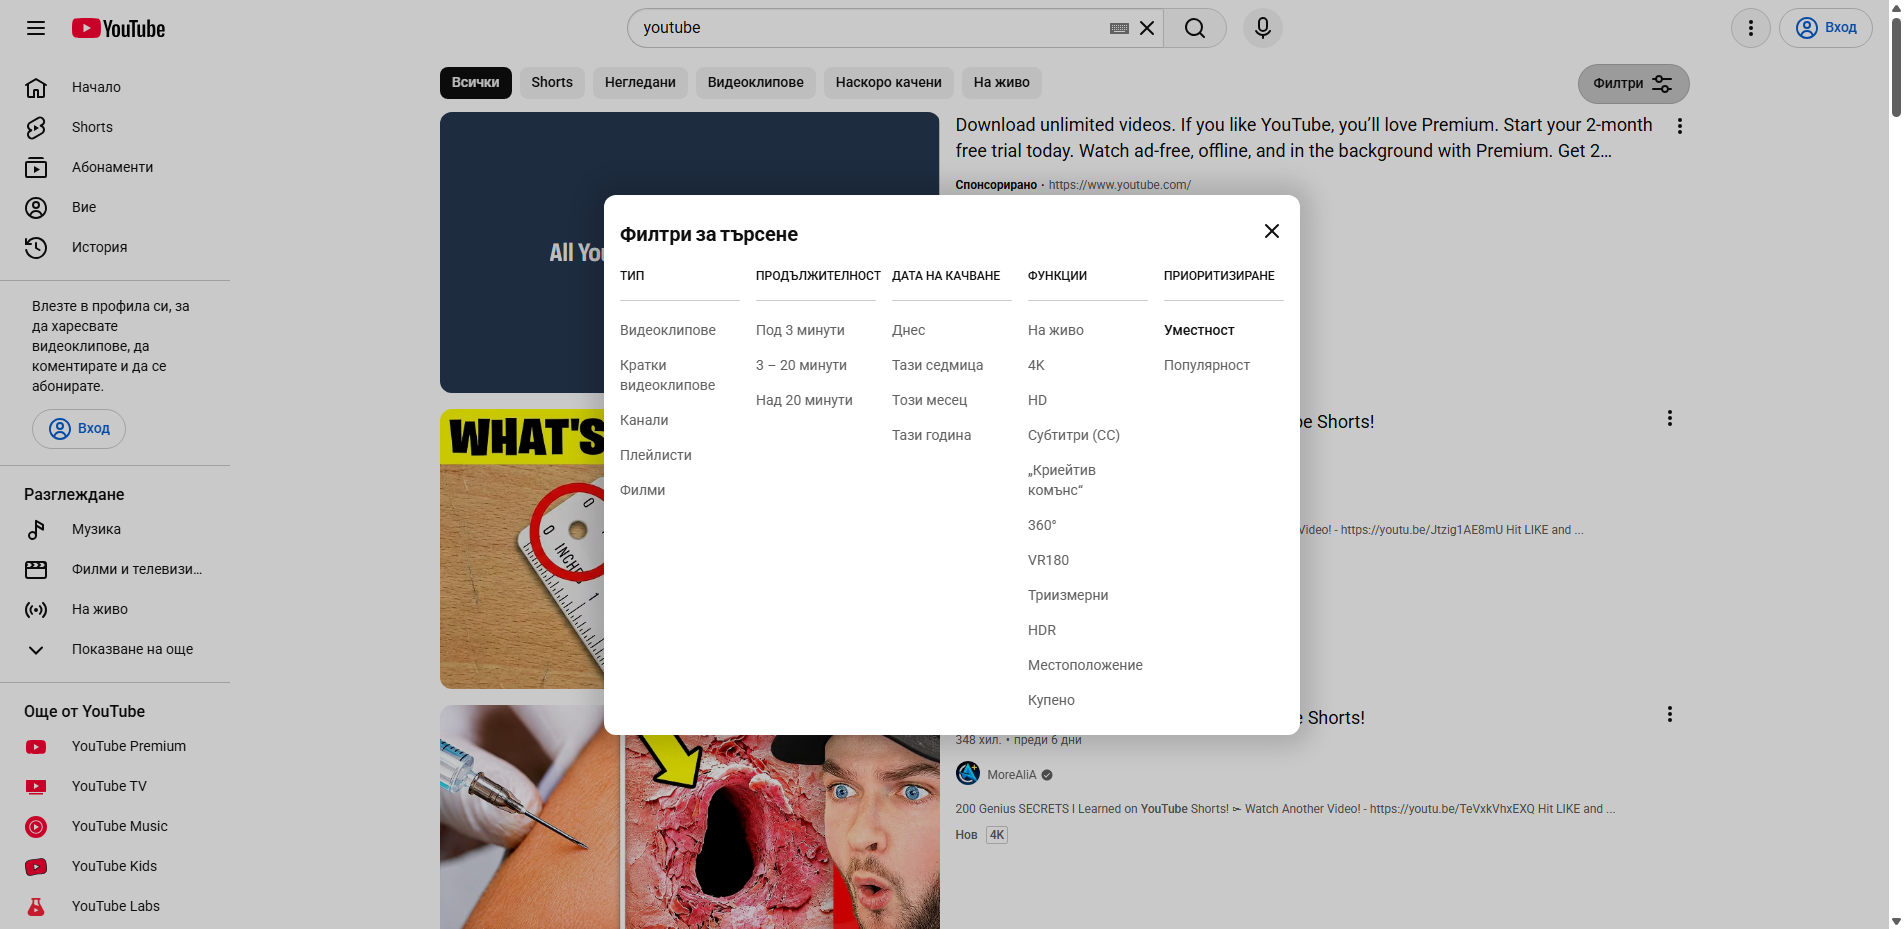 YouTube
youtube
Вход
Начало
Shorts
Абонаменти
Вие
История
Влезте в профила си, за
да харесвате
видеоклипове, да
коментирате и да се
абонирате.
Вход
Разглеждане
Музика
Филми и телевизи...
На живо
Показване на още
Още от YouTube
YouTube Premium
YouTube TV
YouTube Music
YouTube Kids
YouTube Labs
Всички
Shorts
Негледани
Видеоклипове
Наскоро качени
На живо
Филтри
Download unlimited videos. If you like YouTube, you'll love Premium. Start your 2-month
free trial today. Watch ad-free, offline, and in the background with Premium. Get 2...
Спонсорирано · https://www.youtube.com/
All
Филтри за търсене
ТИП
Видеоклипове
Кратки
видеоклипове
Канали
Плейлисти
Филми
ПРОДЪЛЖИТЕЛНОСТ
Под 3 минути
3 – 20 минути
Над 20 минути
ДАТА НА КАЧВАНЕ
Днес
Тази седмица
Този месец
Тази година
ФУНКЦИИ
На живо
4K
HD
Субтитри (CC)
„Криейтив
комънс“
360°
VR180
Триизмерни
HDR
Местоположение
Купено
ПРИОРИТИЗИРАНЕ
Уместност
Популярност
WHAT'S
0
0
INCHES
1
be Shorts!
Video! - https://youtu.be/Jtzig1AE8mU Hit LIKE and ...
e Shorts!
348 хил. • преди 6 дни
MoreAliA
200 Genius SECRETS I Learned on YouTube Shorts! ➳ Watch Another Video! - https://youtu.be/TeVxkVhxEXQ Hit LIKE and ...
Нов 4K